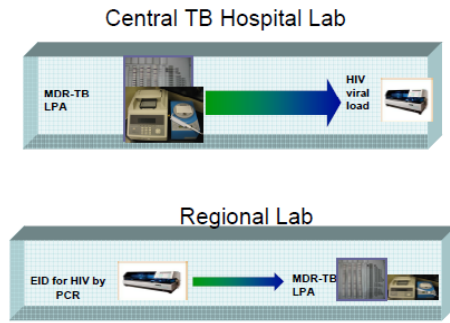 Central TB Hospital Lab
MDR-TB
LPA
HIV
viral
load
Regional Lab
EID for HIV by
PCR
MDR-TB
LPA